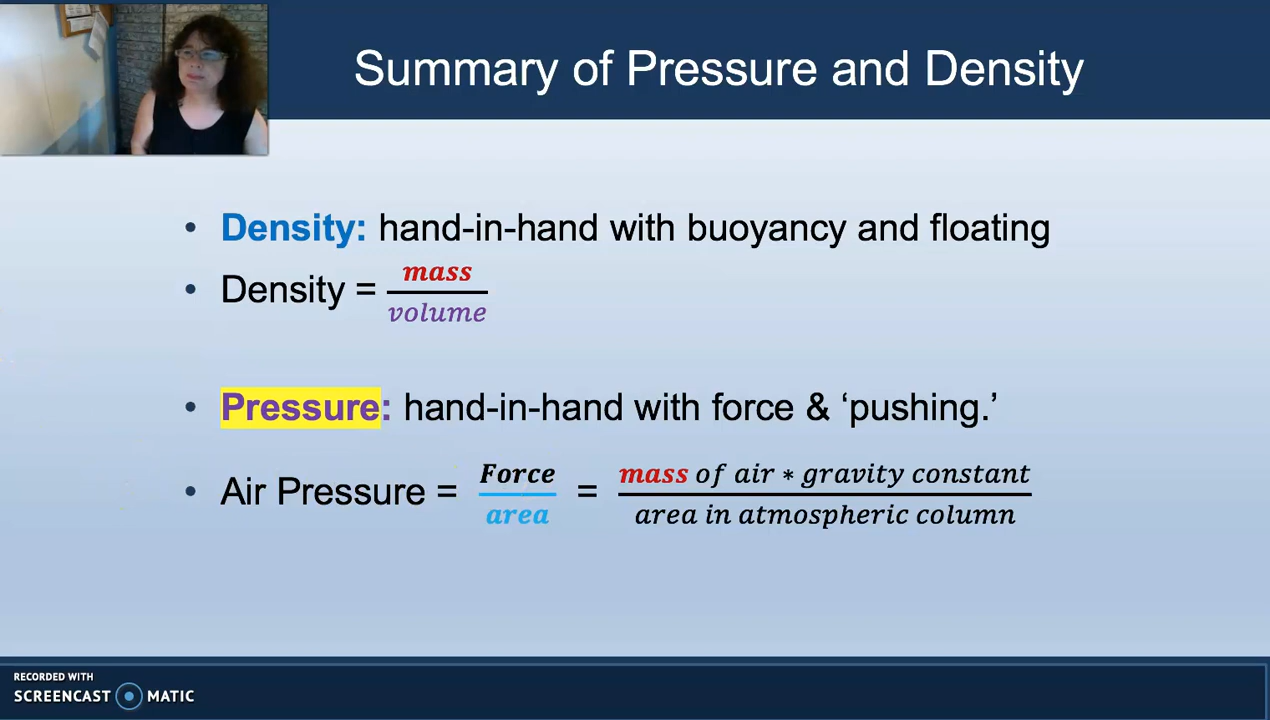 Summary of Pressure and Density
• Density: hand-in-hand with buoyancy and floating
• Density = mass / volume
• Pressure: hand-in-hand with force & ‘pushing.’
• Air Pressure = Force / area = mass of air * gravity constant / area in atmospheric column
RECORDED WITH
SCREENCAST MATIC